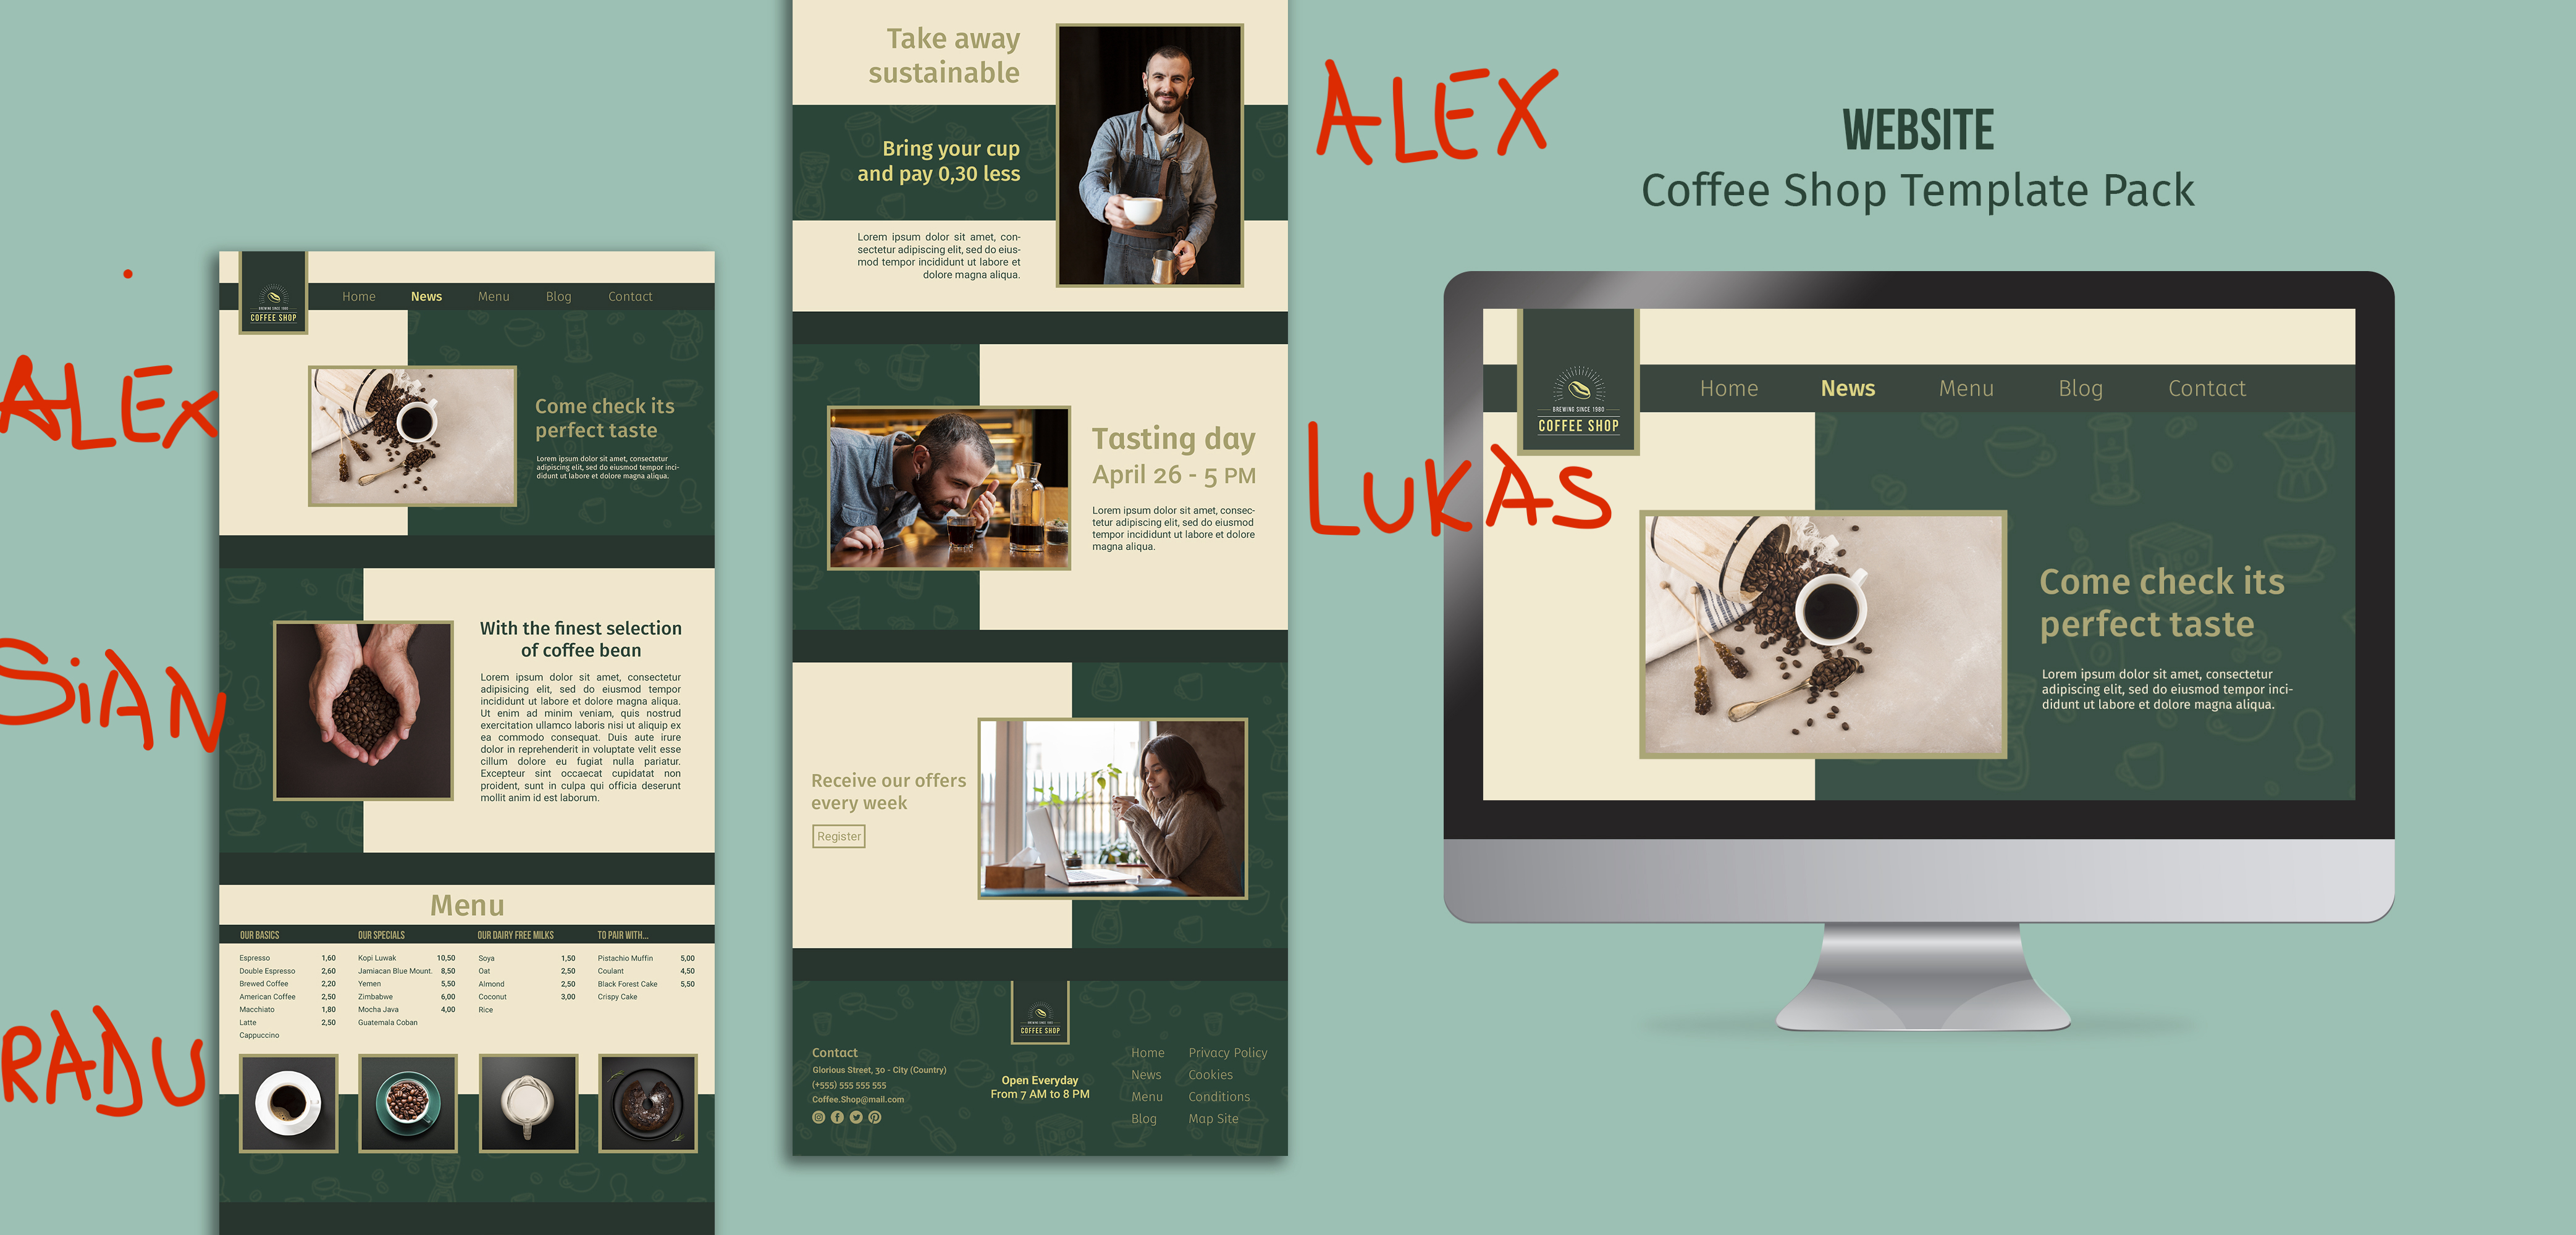 ALEX
SiAN
RADU
Home News Menu Blog Contact
BREWING SINCE 1980
COFFEE SHOP
Come check its
perfect taste
Lorem ipsum dolor sit amet, consectetur
adipiscing elit, sed do eiusmod tempor inci-
didunt ut labore et dolore magna aliqua.
With the finest selection
of coffee bean
Lorem ipsum dolor sit amet, consectetur
adipisicing elit, sed do eiusmod tempor
incididunt ut labore et dolore magna aliqua.
Ut enim ad minim veniam, quis nostrud
exercitation ullamco laboris nisi ut aliquip ex
ea commodo consequat. Duis aute irure
dolor in reprehenderit in voluptate velit esse
cillum dolore eu fugiat nulla pariatur.
Excepteur sint occaecat cupidatat non
proident, sunt in culpa qui officia deserunt
mollit anim id est laborum.
Menu
OUR BASICS
Espresso 1,60
Double Espresso 2,60
Brewed Coffee 2,20
American Coffee 2,50
Macchiato 1,80
Latte 2,50
Cappuccino
OUR SPECIALS
Kopi Luwak 10,50
Jamiacan Blue Mount. 8,50
Yemen 5,50
Zimbabwe 6,00
Mocha Java 4,00
Guatemala Coban
OUR DAIRY FREE MILKS
Soya 1,50
Oat 2,50
Almond 2,50
Coconut 3,00
Rice
TO PAIR WITH...
Pistachio Muffin 5,00
Coulant 4,50
Black Forest Cake 5,50
Crispy Cake
Take away
sustainable
Bring your cup
and pay 0,30 less
Lorem ipsum dolor sit amet, con-
sectetur adipiscing elit, sed do eius-
mod tempor incididunt ut labore et
dolore magna aliqua.
ALEX
Tasting day
April 26 - 5 PM
Lorem ipsum dolor sit amet, consec-
tetur adipiscing elit, sed do eiusmod
tempor incididunt ut labore et dolore
magna aliqua.
LuKAS
Receive our offers
every week
Register
BREWING SINCE 1980
COFFEE SHOP
Contact
Glorious Street, 30 - City (Country)
(+555) 555 555 555
Coffee.Shop@mail.com
Open Everyday
From 7 AM to 8 PM
Home
News
Menu
Blog
Privacy Policy
Cookies
Conditions
Map Site
WEBSITE
Coffee Shop Template Pack
Home News Menu Blog Contact
BREWING SINCE 1980
COFFEE SHOP
Come check its
perfect taste
Lorem ipsum dolor sit amet, consectetur
adipiscing elit, sed do eiusmod tempor inci-
didunt ut labore et dolore magna aliqua.